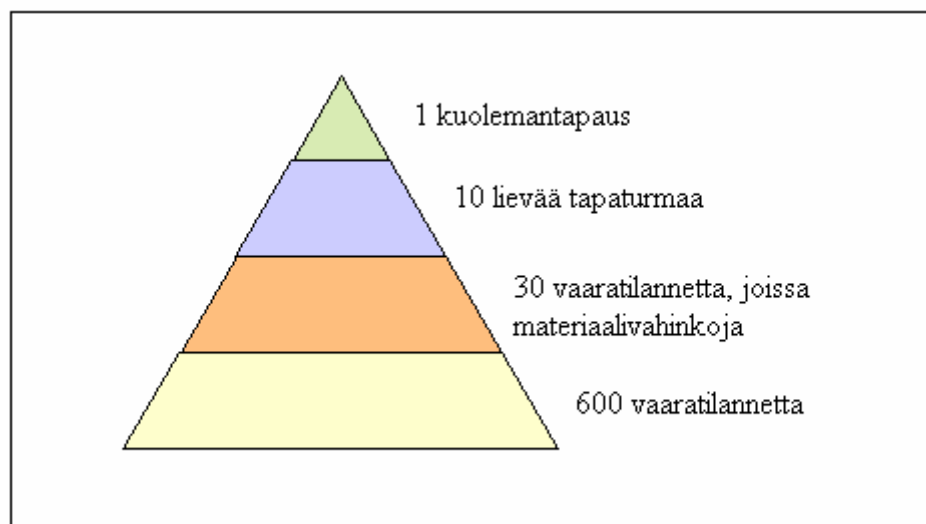 1 kuolemantapaus
10 lievää tapaturmaa
30 vaaratilannetta, joissa
materiaalivahinkoja
600 vaaratilannetta